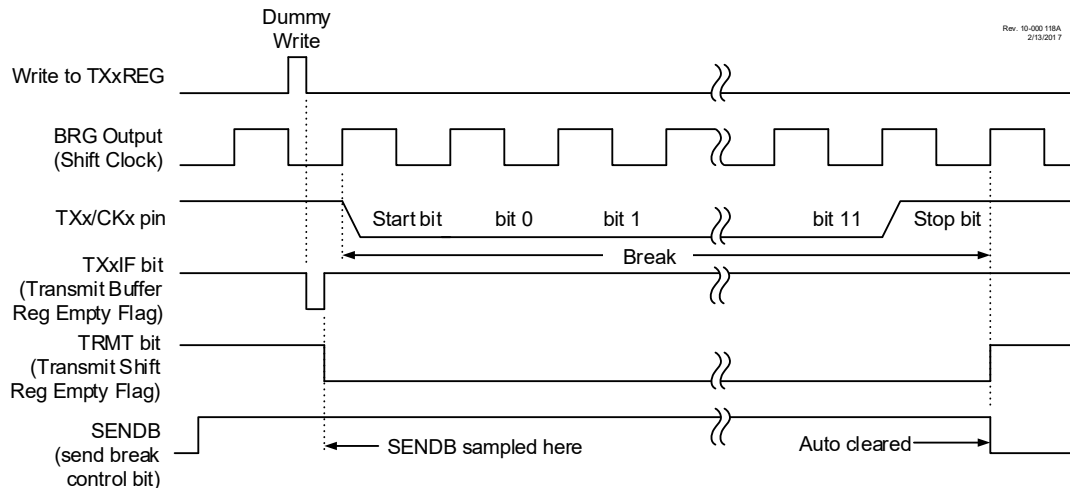 Dummy
Write
Rev. 10-000 118A
2/13/201 7
Write to TXxREG
BRG Output
(Shift Clock)
TXx/CKx pin
Start bit
bit 0
bit 1
bit 11
Stop bit
Break
TXxIF bit
(Transmit Buffer
Reg Empty Flag)
TRMT bit
(Transmit Shift
Reg Empty Flag)
SENDB
(send break
control bit)
SENDB sampled here
Auto cleared